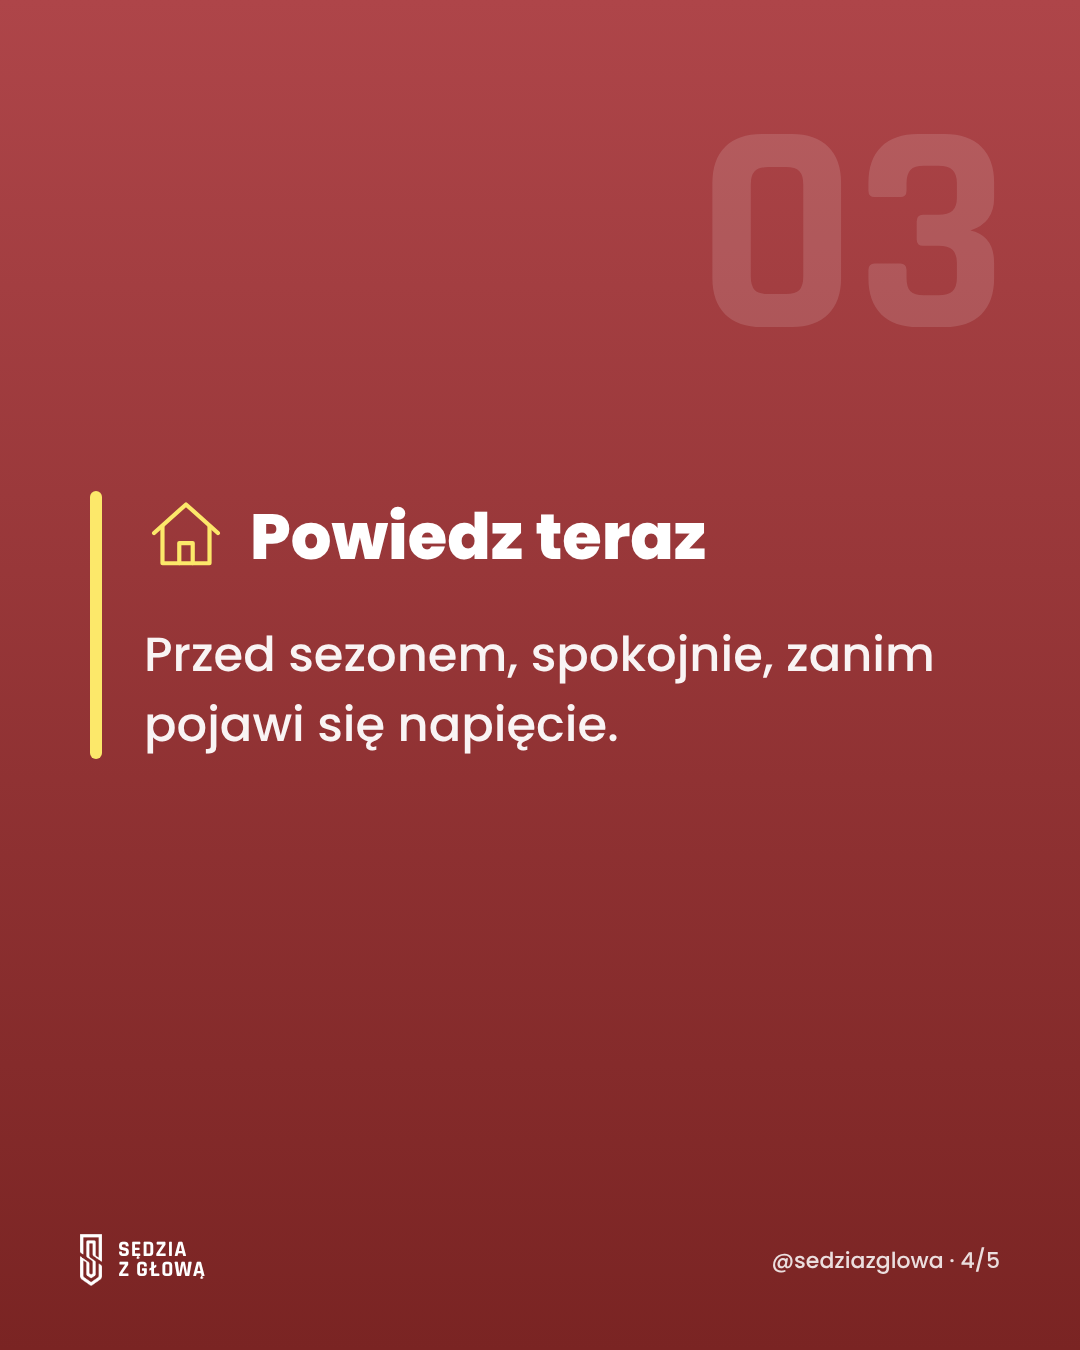 03
Powiedz teraz
Przed sezonem, spokojnie, zanim
pojawi się napięcie.
SĘDZIA
Z GŁOWĄ
@sedziazglowa · 4/5